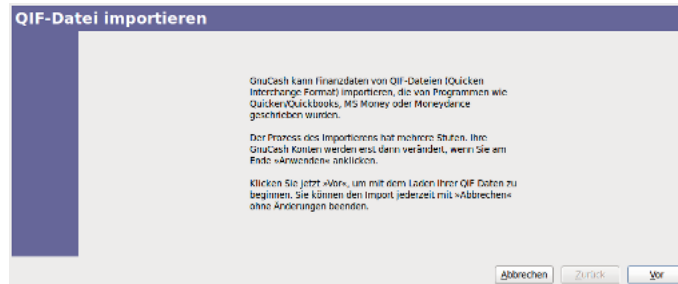 QIF-Datei importieren
GnuCash kann Finanzdaten von QIF-Dateien (Quicken
Interchange Format) importieren, die von Programmen wie
Quicken/Quickbooks, MS Money oder Moneydance
geschrieben wurden.
Der Prozess des Importierens hat mehrere Stufen. Ihre
GnuCash Konten werden erst dann verändert, wenn Sie am
Ende »Anwenden« anklicken.
Klicken Sie jetzt »Vor«, um mit dem Laden Ihrer QIF Daten zu
beginnen. Sie können den Import jederzeit mit »Abbrechen«
ohne Änderungen beenden.
Abbrechen Zurück Vor